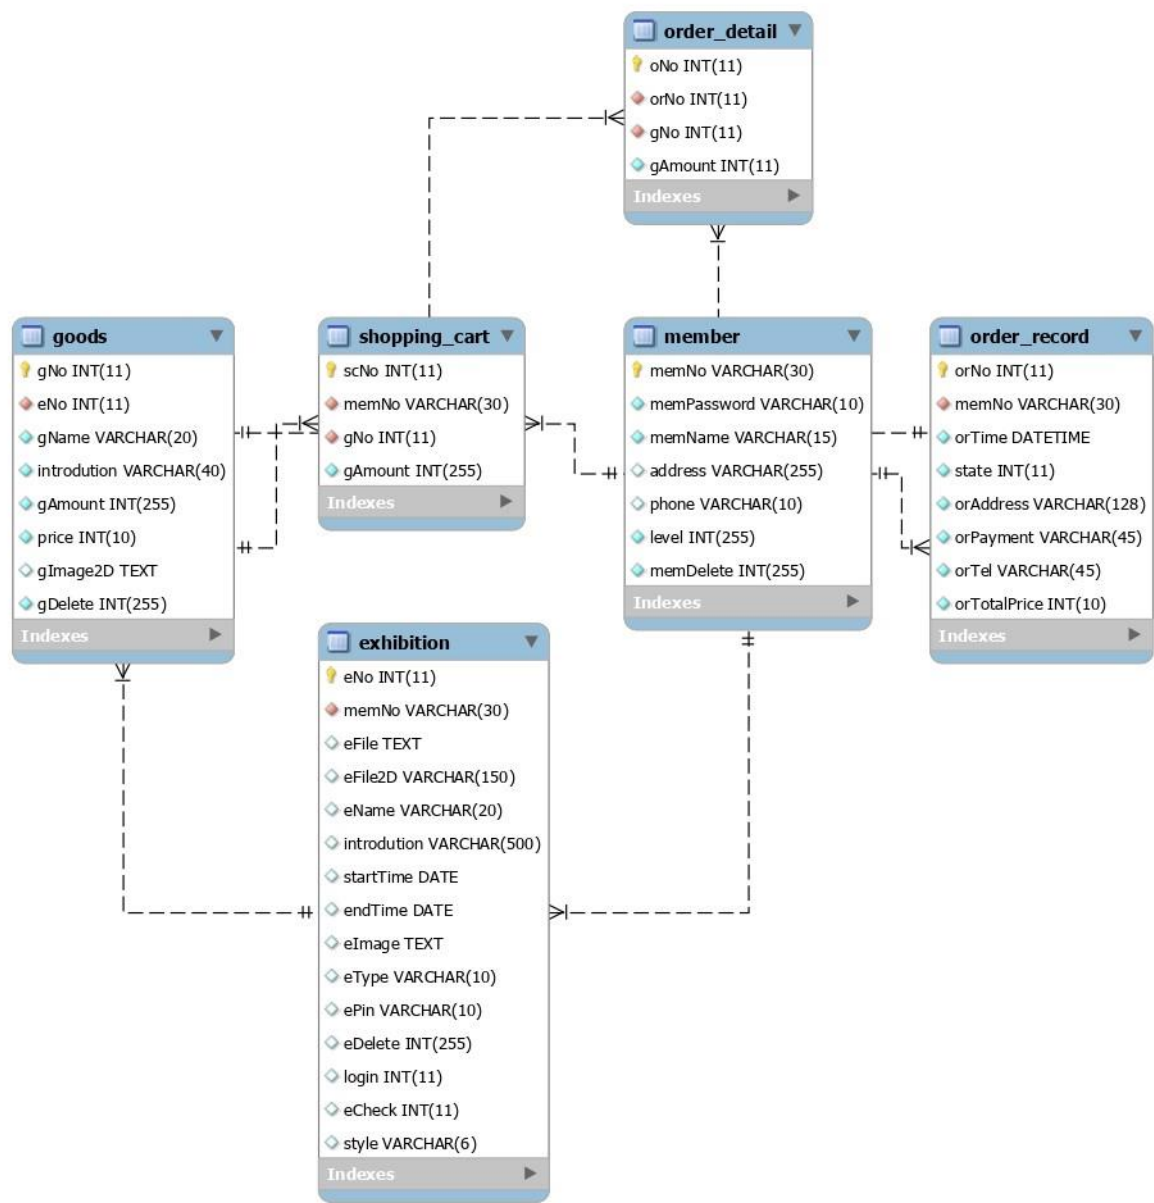 order_detail
oNo INT(11)
orNo INT(11)
gNo INT(11)
gAmount INT(11)
Indexes
goods
gNo INT(11)
eNo INT(11)
gName VARCHAR(20)
introdution VARCHAR(40)
gAmount INT(255)
price INT(10)
gImage2D TEXT
gDelete INT(255)
Indexes
shopping_cart
scNo INT(11)
memNo VARCHAR(30)
gNo INT(11)
gAmount INT(255)
Indexes
member
memNo VARCHAR(30)
memPassword VARCHAR(10)
memName VARCHAR(15)
address VARCHAR(255)
phone VARCHAR(10)
level INT(255)
memDelete INT(255)
Indexes
order_record
orNo INT(11)
memNo VARCHAR(30)
orTime DATETIME
state INT(11)
orAddress VARCHAR(128)
orPayment VARCHAR(45)
orTel VARCHAR(45)
orTotalPrice INT(10)
Indexes
exhibition
eNo INT(11)
memNo VARCHAR(30)
eFile TEXT
eFile2D VARCHAR(150)
eName VARCHAR(20)
introdution VARCHAR(500)
startTime DATE
endTime DATE
eImage TEXT
eType VARCHAR(10)
ePin VARCHAR(10)
eDelete INT(255)
login INT(11)
eCheck INT(11)
style VARCHAR(6)
Indexes